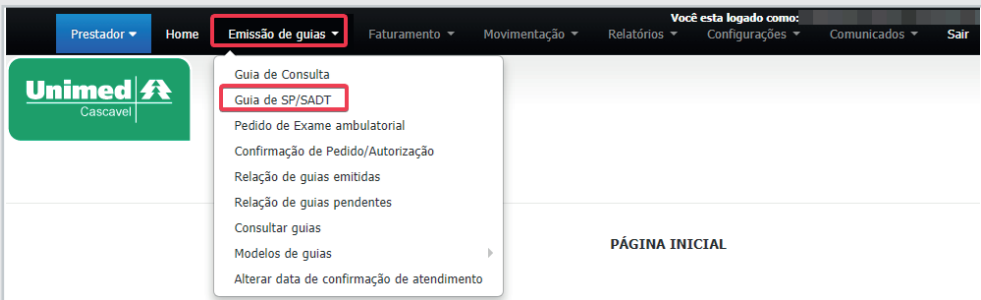 Você esta logado como:
Prestador Home Emissão de guias Faturamento Movimentação Relatórios Configurações Comunicados Sair
Unimed
Cascavel
Guia de Consulta
Guia de SP/SADT
Pedido de Exame ambulatorial
Confirmação de Pedido/Autorização
Relação de guias emitidas
Relação de guias pendentes
Consultar guias
Modelos de guias
Alterar data de confirmação de atendimento
PÁGINA INICIAL